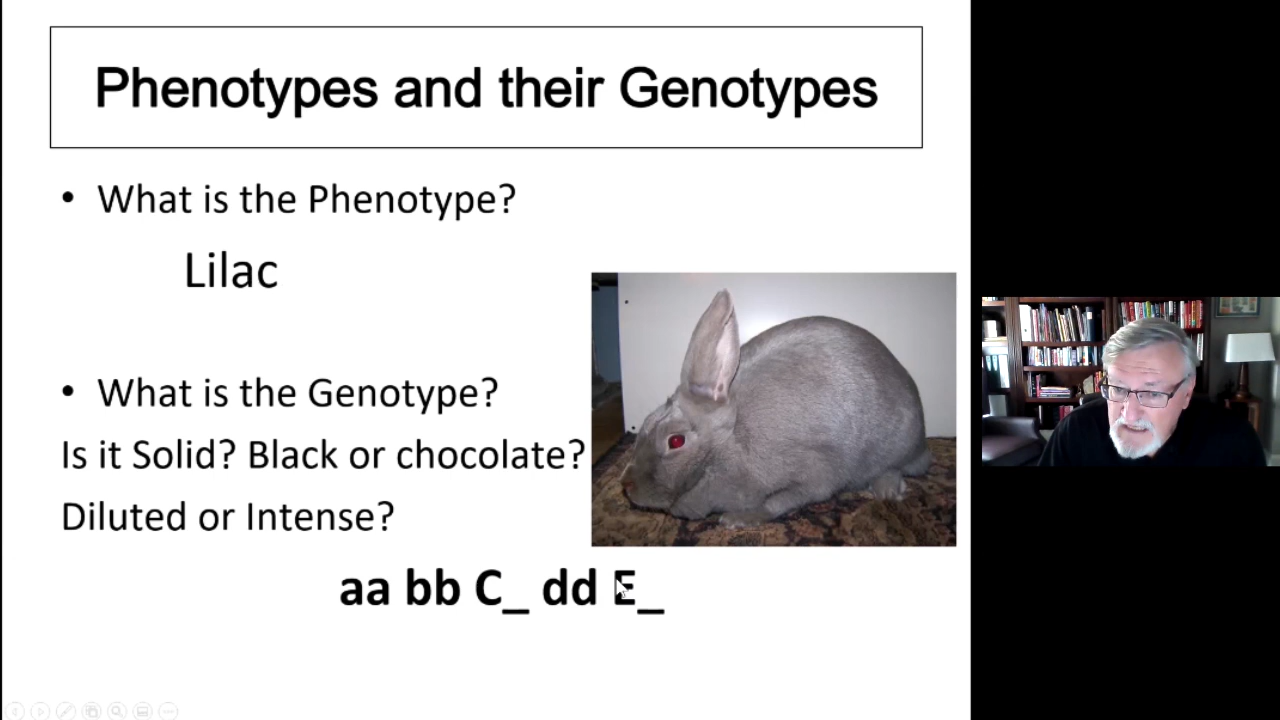 Phenotypes and their Genotypes
• What is the Phenotype?
Lilac
• What is the Genotype?
Is it Solid? Black or chocolate?
Diluted or Intense?
aa bb C_ dd E_